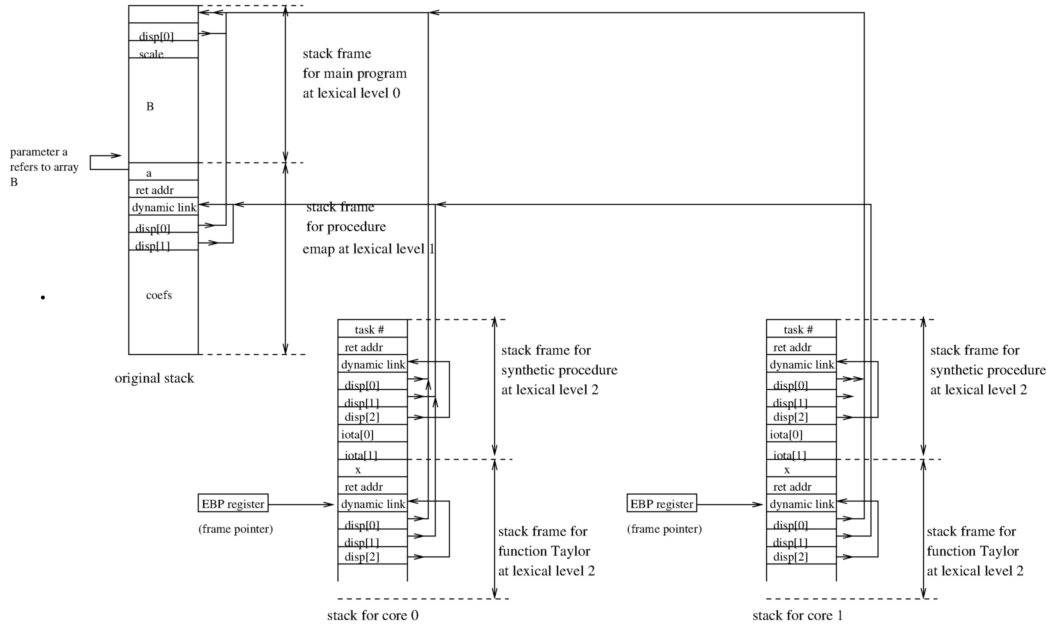 disp[0]
scale
B
stack frame
for main program
at lexical level 0
parameter a
refers to array
B
a
ret addr
dynamic link
disp[0]
disp[1]
coefs
stack frame
for procedure
emap at lexical level 1
original stack
task #
ret addr
dynamic link
disp[0]
disp[1]
disp[2]
iota[0]
iota[1]
x
ret addr
dynamic link
disp[0]
disp[1]
disp[2]
stack frame for
synthetic procedure
at lexical level 2
EBP register
(frame pointer)
stack frame for
function Taylor
at lexical level 2
stack for core 0
task #
ret addr
dynamic link
disp[0]
disp[1]
disp[2]
iota[0]
iota[1]
x
ret addr
dynamic link
disp[0]
disp[1]
disp[2]
stack frame for
synthetic procedure
at lexical level 2
EBP register
(frame pointer)
stack frame for
function Taylor
at lexical level 2
stack for core 1